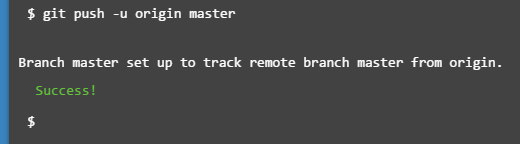 $ git push -u origin master
Branch master set up to track remote branch master from origin.
Success!
$